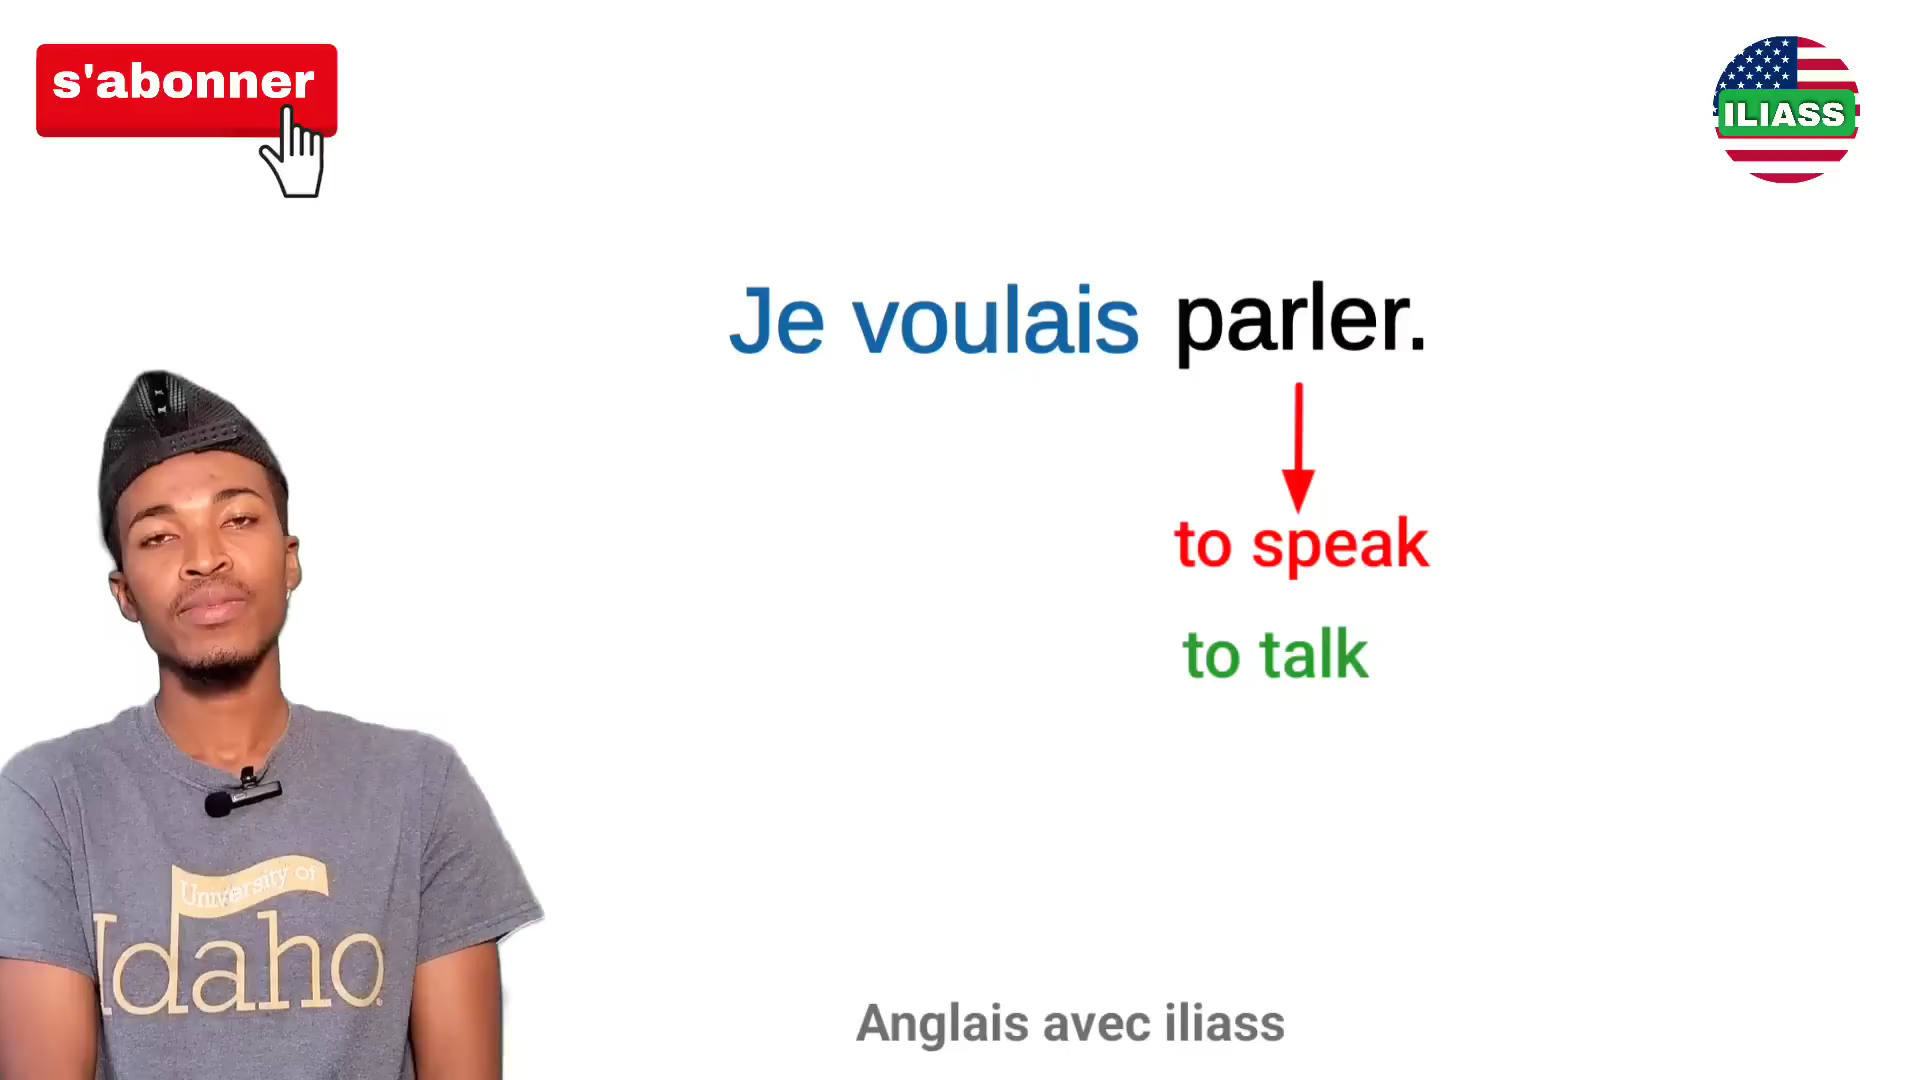 s'abonner
ILIASS
Je voulais parler.
to speak
to talk
University of
Idaho
Anglais avec iliass